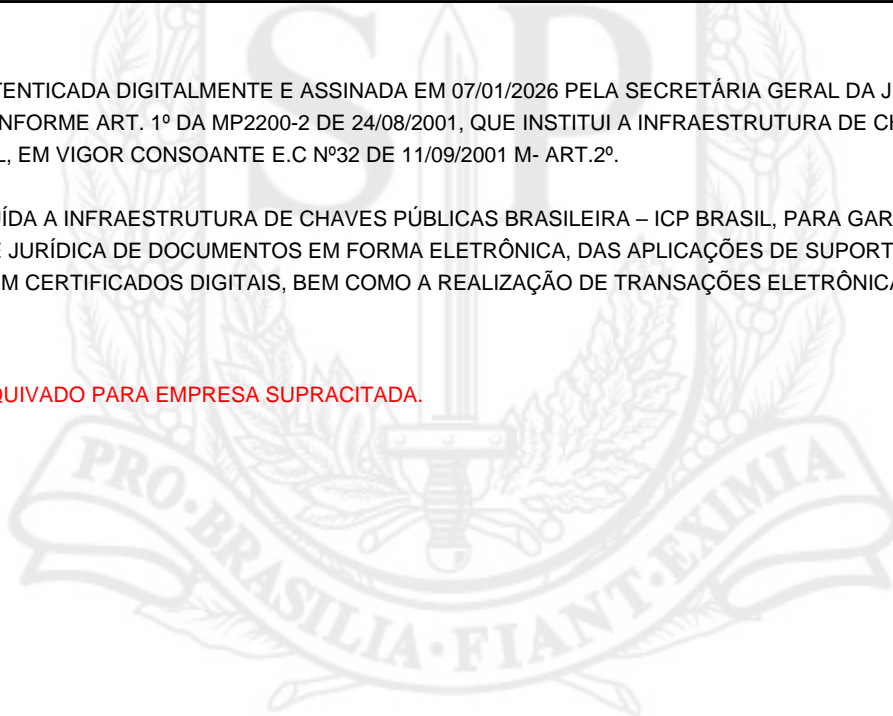 SP
TENTICADA DIGITALMENTE E ASSINADA EM 07/01/2026 PELA SECRETÁRIA GERAL DA J
NFORME ART. 1º DA MP2200-2 DE 24/08/2001, QUE INSTITUI A INFRAESTRUTURA DE CH
L, EM VIGOR CONSOANTE E.C Nº32 DE 11/09/2001 M- ART.2º.
UÍDA A INFRAESTRUTURA DE CHAVES PÚBLICAS BRASILEIRA – ICP BRASIL, PARA GAR
E JURÍDICA DE DOCUMENTOS EM FORMA ELETRÔNICA, DAS APLICAÇÕES DE SUPORT
M CERTIFICADOS DIGITAIS, BEM COMO A REALIZAÇÃO DE TRANSAÇÕES ELETRÔNICA
QUIVADO PARA EMPRESA SUPRACITADA.
PRO·BRASILIA·FIANT·EXIMIA